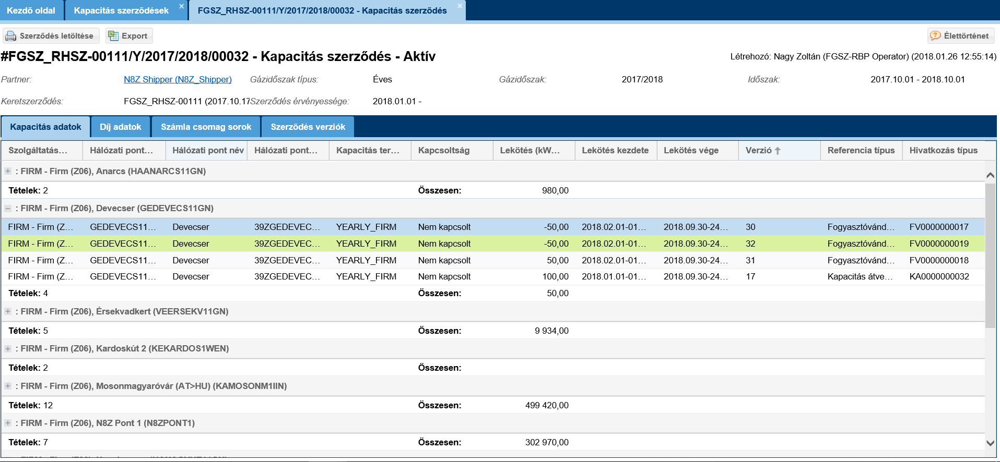 Kezdő oldal Kapacitás szerződések FGSZ_RHSZ-00111/Y/2017/2018/00032 - Kapacitás szerződés
Szerződés letöltése Export Élettörténet
#FGSZ_RHSZ-00111/Y/2017/2018/00032 - Kapacitás szerződés - Aktív Létrehozó: Nagy Zoltán (FGSZ-RBP Operator) (2018.01.26 12:55:14)
Partner: N8Z Shipper (N8Z_Shipper) Gázidőszak típus: Éves Gázidőszak: 2017/2018 Időszak: 2017.10.01 - 2018.10.01
Keretszerződés: FGSZ_RHSZ-00111 (2017.10.17 Szerződés érvényessége: 2018.01.01 -
Kapacitás adatok Díj adatok Számla csomag sorok Szerződés verziók
Szolgáltatás... Hálózati pont... Hálózati pont név Hálózati pont... Kapacitás ter... Kapcsoltság Lekötés (kW... Lekötés kezdete Lekötés vége Verzió Referencia típus Hivatkozás típus
: FIRM - Firm (Z06), Anarcs (HAANARCS11GN)
Tételek: 2 Összesen: 980,00
: FIRM - Firm (Z06), Devecser (GEDEVECS11GN)
FIRM - Firm (Z... GEDEVECS11... Devecser 39ZGEDEVEC... YEARLY_FIRM Nem kapcsolt -50,00 2018.02.01-01... 2018.09.30-24... 30 Fogyasztóvánd... FV0000000017
FIRM - Firm (Z... GEDEVECS11... Devecser 39ZGEDEVEC... YEARLY_FIRM Nem kapcsolt -50,00 2018.02.01-01... 2018.09.30-24... 32 Fogyasztóvánd... FV0000000019
FIRM - Firm (Z... GEDEVECS11... Devecser 39ZGEDEVEC... YEARLY_FIRM Nem kapcsolt 50,00 2018.02.01-01... 2018.09.30-24... 31 Fogyasztóvánd... FV0000000018
FIRM - Firm (Z... GEDEVECS11... Devecser 39ZGEDEVEC... YEARLY_FIRM Nem kapcsolt 100,00 2018.01.01-01... 2018.09.30-24... 17 Kapacitás átve... KA0000000032
Tételek: 4 Összesen: 50,00
: FIRM - Firm (Z06), Érsekvadkert (VEERSEKV11GN)
Tételek: 5 Összesen: 9 934,00
: FIRM - Firm (Z06), Kardoskút 2 (KEKARDOS1WEN)
Tételek: 2 Összesen:
: FIRM - Firm (Z06), Mosonmagyaróvár (AT>HU) (KAMOSONM1IIN)
Tételek: 12 Összesen: 499 420,00
: FIRM - Firm (Z06), N8Z Pont 1 (N8ZPONT1)
Tételek: 7 Összesen: 302 970,00